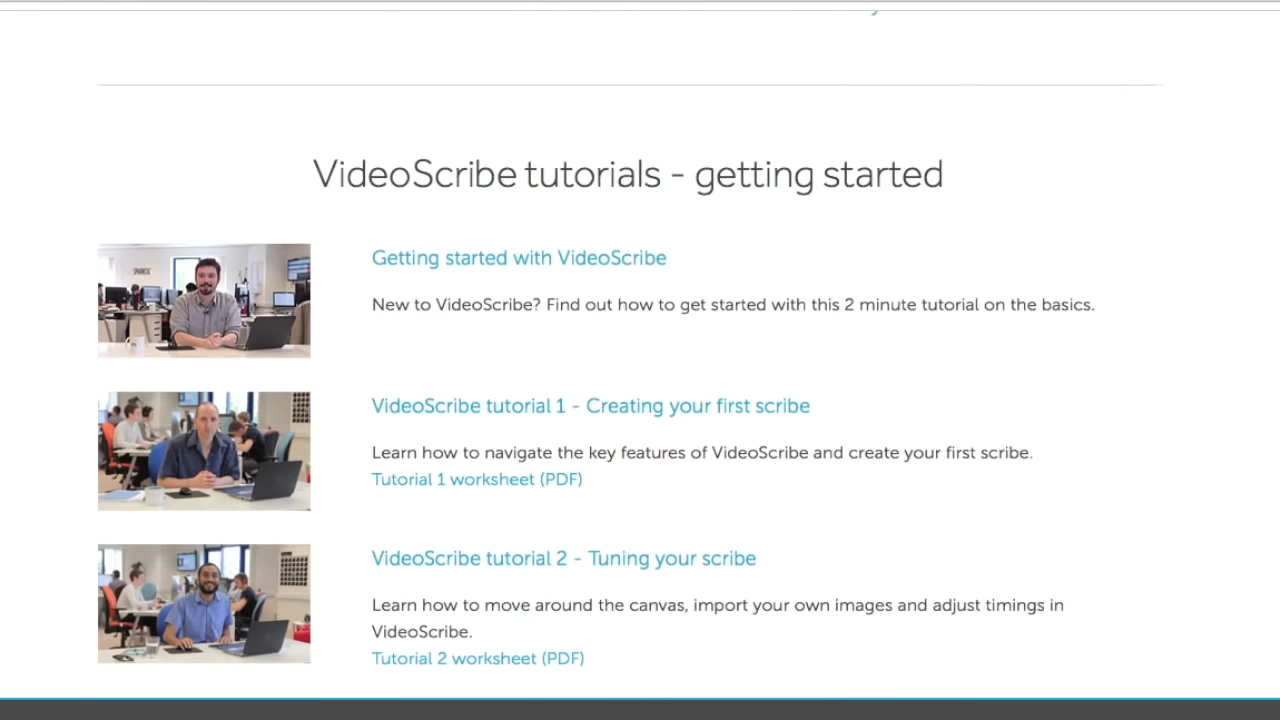 VideoScribe tutorials - getting started
Getting started with VideoScribe
New to VideoScribe? Find out how to get started with this 2 minute tutorial on the basics.
VideoScribe tutorial 1 - Creating your first scribe
Learn how to navigate the key features of VideoScribe and create your first scribe.
Tutorial 1 worksheet (PDF)
VideoScribe tutorial 2 - Tuning your scribe
Learn how to move around the canvas, import your own images and adjust timings in
VideoScribe.
Tutorial 2 worksheet (PDF)